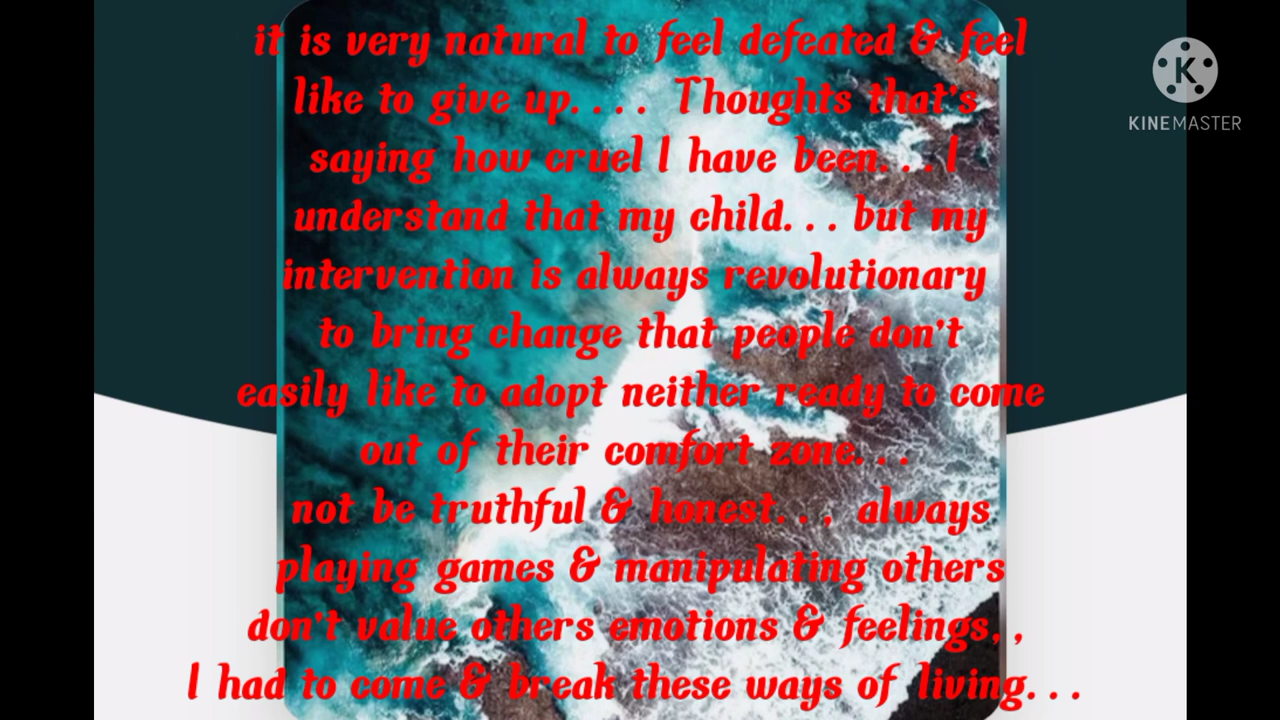 it is very natural to feel defeated & feel
like to give up. . . . Thoughts that's
saying how cruel I have been. . . I
understand that my child. . . but my
intervention is always revolutionary
to bring change that people don't
easily like to adopt neither ready to come
out of their comfort zone. . .
not be truthful & honest. . , always
playing games & manipulating others
don't value others emotions & feelings, ,
I had to come & break these ways of living. . .
K
KINEMASTER